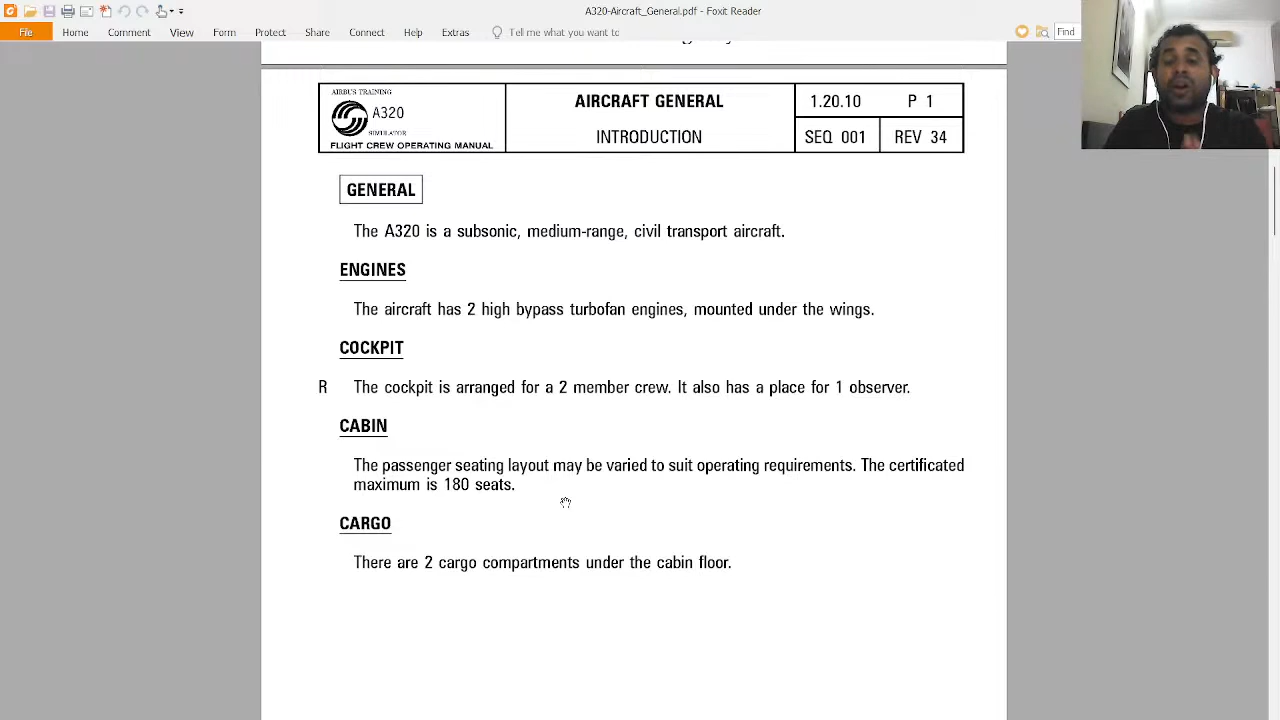 A320-Aircraft_General.pdf - Foxit Reader
File Home Comment View Form Protect Share Connect Help Extras Tell me what you want to Find
AIRBUS TRAINING
A320
SIMULATOR
FLIGHT CREW OPERATING MANUAL
AIRCRAFT GENERAL
INTRODUCTION
1.20.10 P 1
SEQ 001 REV 34
GENERAL
The A320 is a subsonic, medium-range, civil transport aircraft.
ENGINES
The aircraft has 2 high bypass turbofan engines, mounted under the wings.
COCKPIT
R The cockpit is arranged for a 2 member crew. It also has a place for 1 observer.
CABIN
The passenger seating layout may be varied to suit operating requirements. The certificated
maximum is 180 seats.
CARGO
There are 2 cargo compartments under the cabin floor.